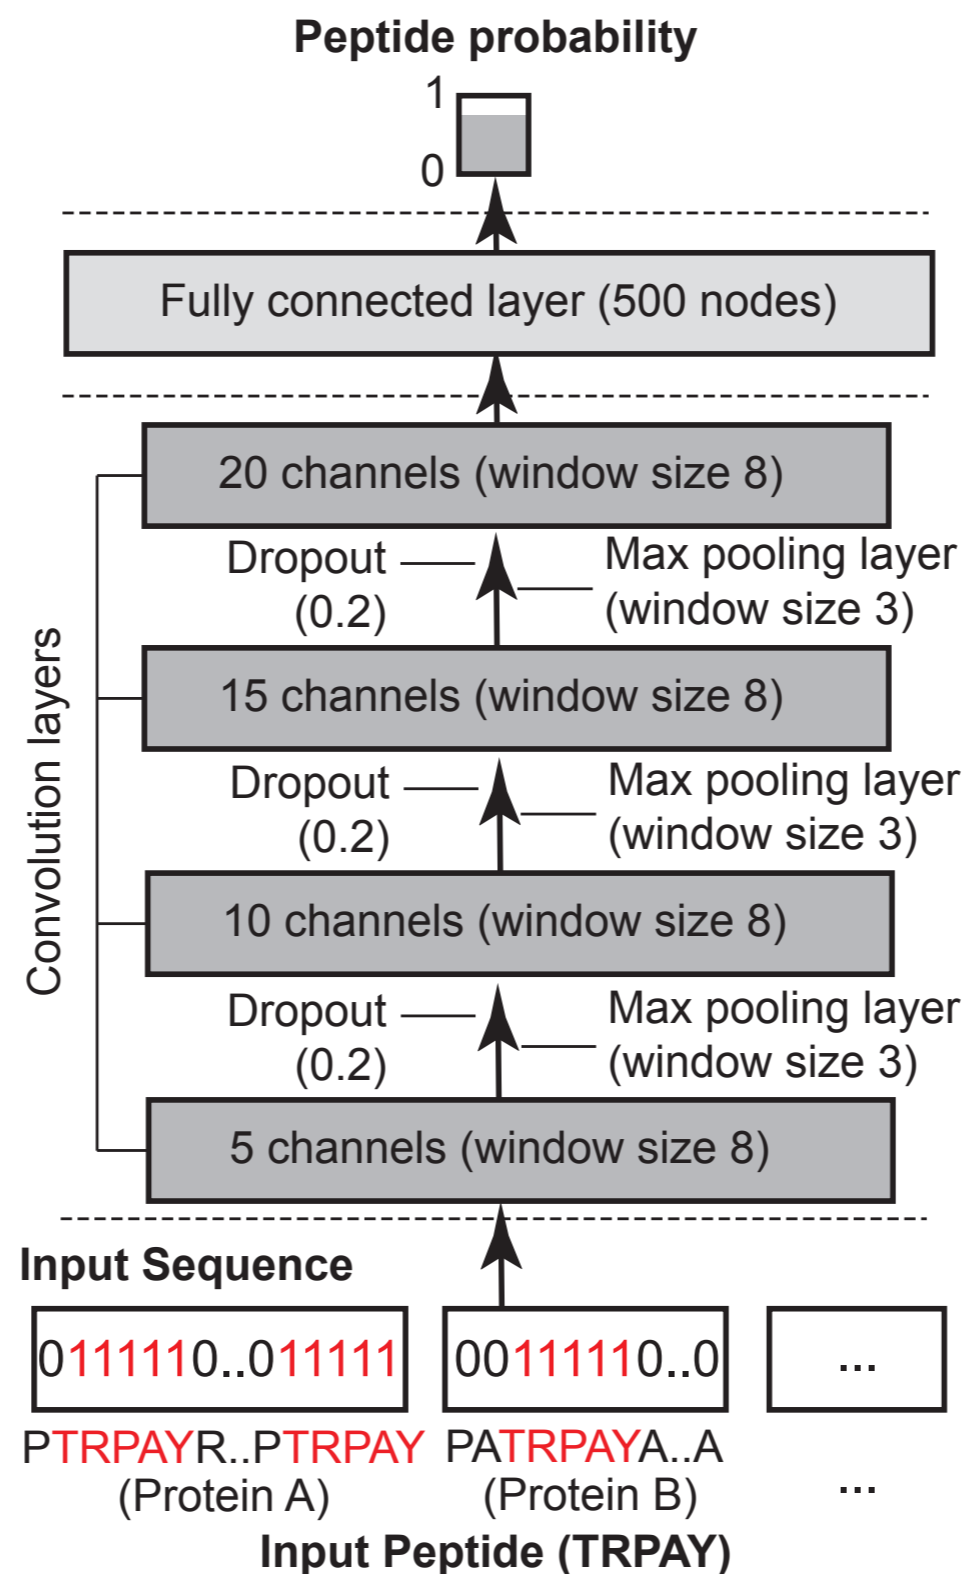 Peptide probability
1
0
Fully connected layer (500 nodes)
20 channels (window size 8)
Dropout
(0.2)
Max pooling layer
(window size 3)
15 channels (window size 8)
Dropout
(0.2)
Max pooling layer
(window size 3)
10 channels (window size 8)
Dropout
(0.2)
Max pooling layer
(window size 3)
5 channels (window size 8)
Convolution layers
Input Sequence
0111110..011111
00111110..0
...
PTRPAYR..PTRPAY
(Protein A)
PATRPAYA..A
(Protein B)
...
Input Peptide (TRPAY)